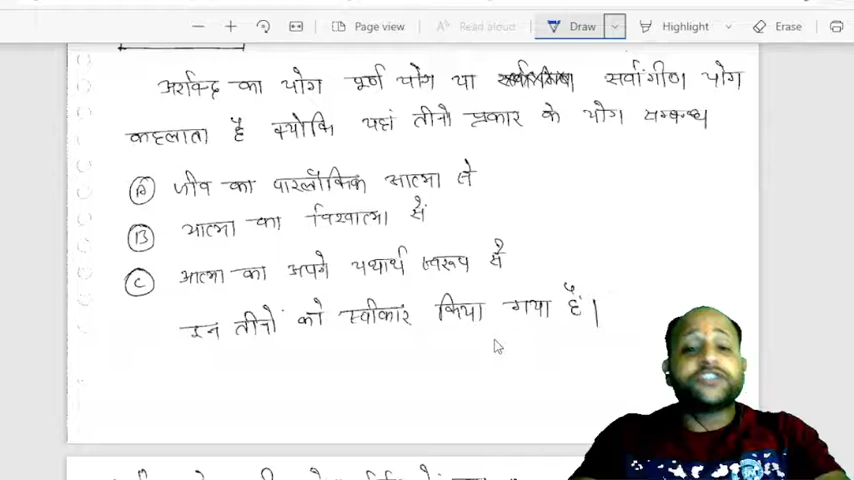 Page view
Read aloud
Draw
Highlight
Erase
अरविन्द का योग पूर्ण योग या सर्वांगीण योग
कहलाता है क्योंकि यहां तीनो प्रकार के योग सम्बन्ध
A जीव का पारलौकिक आत्मा से
B आत्मा का विश्वात्मा सें
C आत्मा का अपने यथार्थ स्वरूप से
इन तीनों को स्वीकार किया गया है।